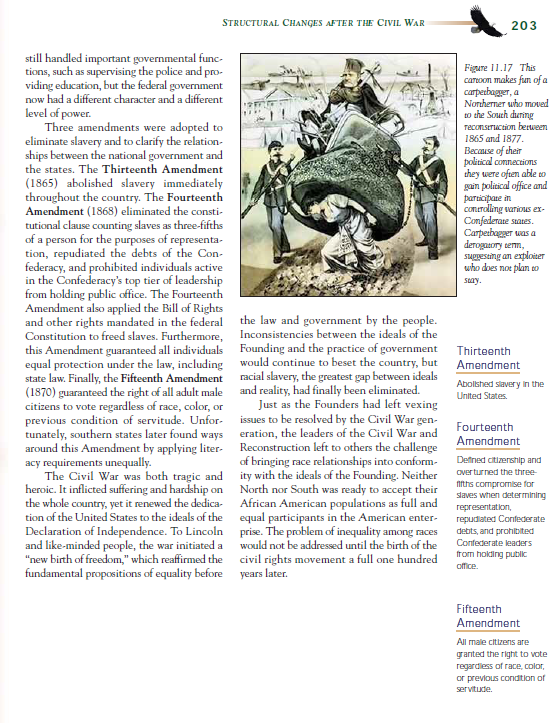 STRUCTURAL CHANGES AFTER THE CIVIL WAR
203
still handled important governmental func-
tions, such as supervising the police and pro-
viding education, but the federal government
now had a different character and a different
level of power.
Three amendments were adopted to
eliminate slavery and to clarify the relation-
ships between the national government and
the states. The Thirteenth Amendment
(1865) abolished slavery immediately
throughout the country. The Fourteenth
Amendment (1868) eliminated the consti-
tutional clause counting slaves as three-fifths
of a person for the purposes of representa-
tion, repudiated the debts of the Con-
federacy, and prohibited individuals active
in the Confederacy's top tier of leadership
from holding public office. The Fourteenth
Amendment also applied the Bill of Rights
and other rights mandated in the federal
Constitution to freed slaves. Furthermore,
this Amendment guaranteed all individuals
equal protection under the law, including
state law. Finally, the Fifteenth Amendment
(1870) guaranteed the right of all adult male
citizens to vote regardless of race, color, or
previous condition of servitude. Unfor-
tunately, southern states later found ways
around this Amendment by applying liter-
acy requirements unequally.
The Civil War was both tragic and
heroic. It inflicted suffering and hardship on
the whole country, yet it renewed the dedica-
tion of the United States to the ideals of the
Declaration of Independence. To Lincoln
and like-minded people, the war initiated a
"new birth of freedom," which reaffirmed the
fundamental propositions of equality before
the law and government by the people.
Inconsistencies between the ideals of the
Founding and the practice of government
would continue to beset the country, but
racial slavery, the greatest gap between ideals
and reality, had finally been eliminated.
Just as the Founders had left vexing
issues to be resolved by the Civil War gen-
eration, the leaders of the Civil War and
Reconstruction left to others the challenge
of bringing race relationships into conform-
ity with the ideals of the Founding. Neither
North nor South was ready to accept their
African American populations as full and
equal participants in the American enter-
prise. The problem of inequality among races
would not be addressed until the birth of the
civil rights movement a full one hundred
years later.
Figure 11.17 This
cartoon makes fun of a
carpetbagger, a
Northerner who moved
to the South during
reconstruction between
1865 and 1877.
Because of their
political connections
they were often able to
gain political office and
participate in
controlling various ex-
Confederate states.
Carpetbagger was a
derogatory term,
suggesting an exploiter
who does not plan to
stay.
Thirteenth
Amendment
Abolished slavery in the
United States.
Fourteenth
Amendment
Defined citizenship and
overturned the three-
fifths compromise for
slaves when determining
representation,
repudiated Confederate
debts, and prohibited
Confederate leaders
from holding public
office.
Fifteenth
Amendment
All male citizens are
granted the right to vote
regardless of race, color,
or previous condition of
servitude.